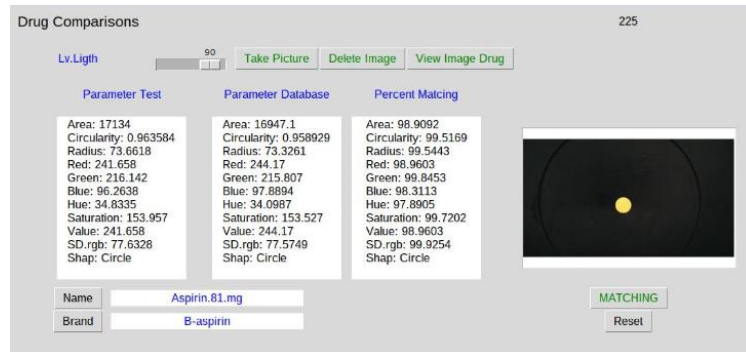 Drug Comparisons 225
Lv.Ligth 90 Take Picture Delete Image View Image Drug
Parameter Test
Area: 17134
Circularity: 0.963584
Radius: 73.6618
Red: 241.658
Green: 216.142
Blue: 96.2638
Hue: 34.8335
Saturation: 153.957
Value: 241.658
SD.rgb: 77.6328
Shap: Circle
Parameter Database
Area: 16947.1
Circularity: 0.958929
Radius: 73.3261
Red: 244.17
Green: 215.807
Blue: 97.8894
Hue: 34.0987
Saturation: 153.527
Value: 244.17
SD.rgb: 77.5749
Shap: Circle
Percent Matcing
Area: 98.9092
Circularity: 99.5169
Radius: 99.5443
Red: 98.9603
Green: 99.8453
Blue: 98.3113
Hue: 97.8905
Saturation: 99.7202
Value: 98.9603
SD.rgb: 99.9254
Shap: Circle
Name Aspirin.81.mg MATCHING
Brand B-aspirin Reset